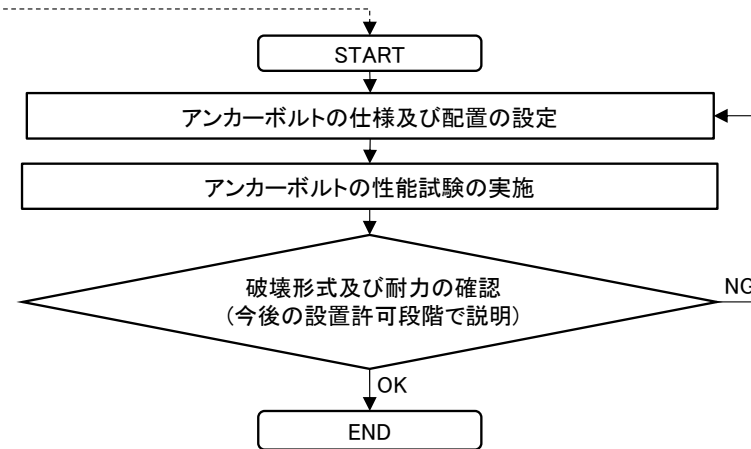 START
アンカーボルトの仕様及び配置の設定
アンカーボルトの性能試験の実施
破壊形式及び耐力の確認
(今後の設置許可段階で説明)
NG
OK
END